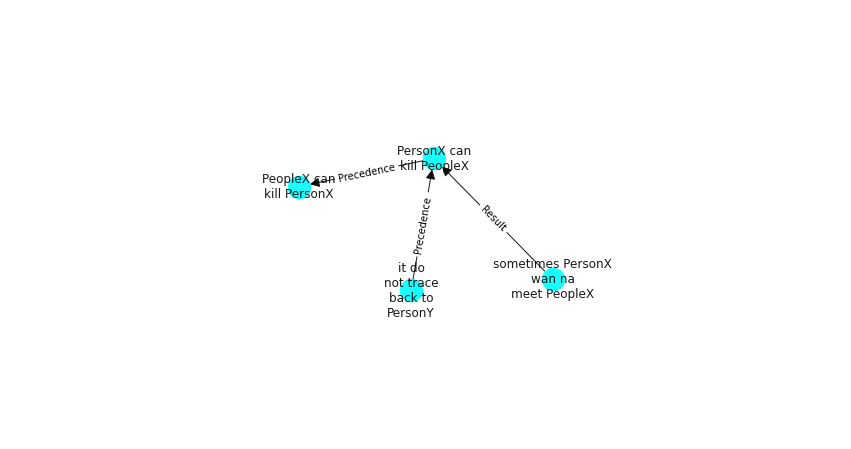 PersonX can
kill PeopleX
Precedence
PeopleX can
kill PersonX
Precedence
Result
it do
not trace
back to
PersonY
sometimes PersonX
wan na
meet PeopleX